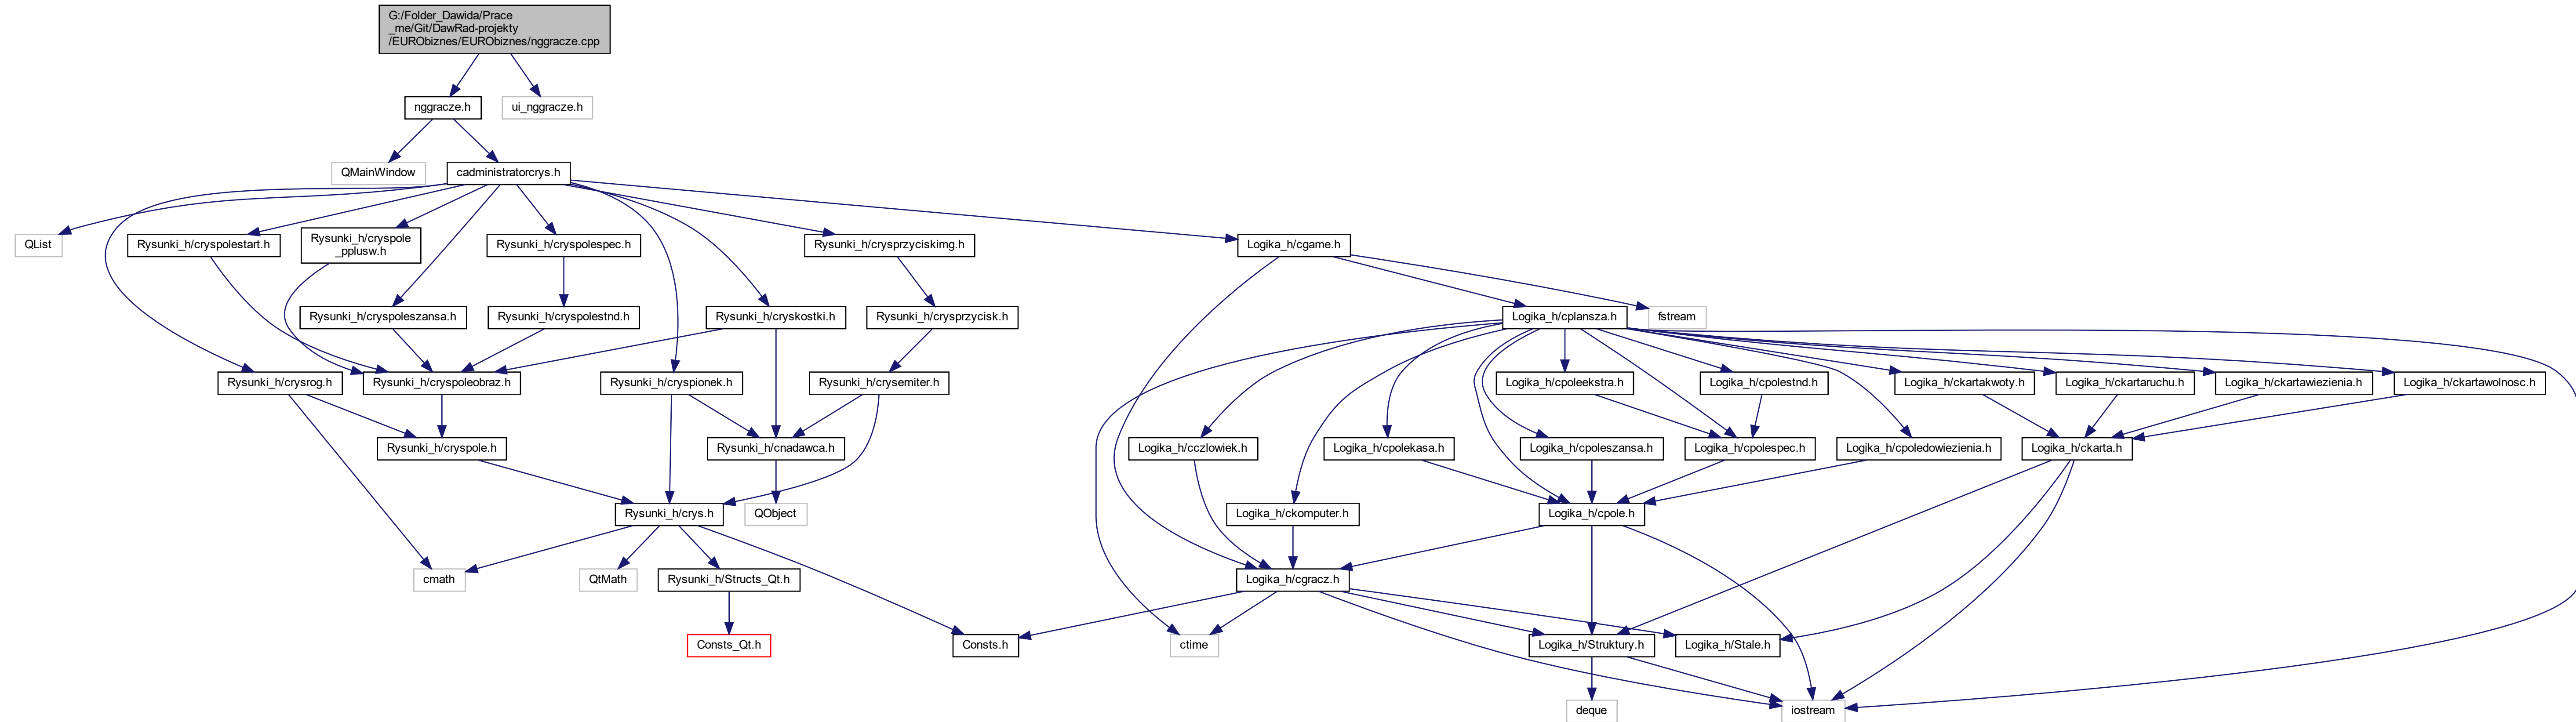 G:/Folder_Dawida/Prace
_me/Git/DawRad-projekty
/EURObiznes/EURObiznes/nggracze.cpp
nggracze.h
ui_nggracze.h
QMainWindow
cadministratorcrys.h
QList
Rysunki_h/cryspolestart.h
Rysunki_h/cryspole
_pplusw.h
Rysunki_h/cryspolespec.h
Rysunki_h/crysprzyciskimg.h
Logika_h/cgame.h
Rysunki_h/cryspoleszansa.h
Rysunki_h/cryspolestnd.h
Rysunki_h/cryskostki.h
Rysunki_h/crysprzycisk.h
Logika_h/cplansza.h
fstream
Rysunki_h/crysrog.h
Rysunki_h/cryspoleobraz.h
Rysunki_h/cryspionek.h
Rysunki_h/crysemiter.h
Logika_h/cpoleekstra.h
Logika_h/cpolestnd.h
Logika_h/ckartakwoty.h
Logika_h/ckartaruchu.h
Logika_h/ckartawiezienia.h
Logika_h/ckartawolnosc.h
Rysunki_h/cryspole.h
Rysunki_h/cnadawca.h
Logika_h/cczlowiek.h
Logika_h/cpolekasa.h
Logika_h/cpoleszansa.h
Logika_h/cpolespec.h
Logika_h/cpoledowiezienia.h
Logika_h/ckarta.h
Rysunki_h/crys.h
QObject
Logika_h/ckomputer.h
Logika_h/cpole.h
cmath
QtMath
Rysunki_h/Structs_Qt.h
Logika_h/cgracz.h
Consts_Qt.h
Consts.h
ctime
Logika_h/Struktury.h
Logika_h/Stale.h
deque
iostream